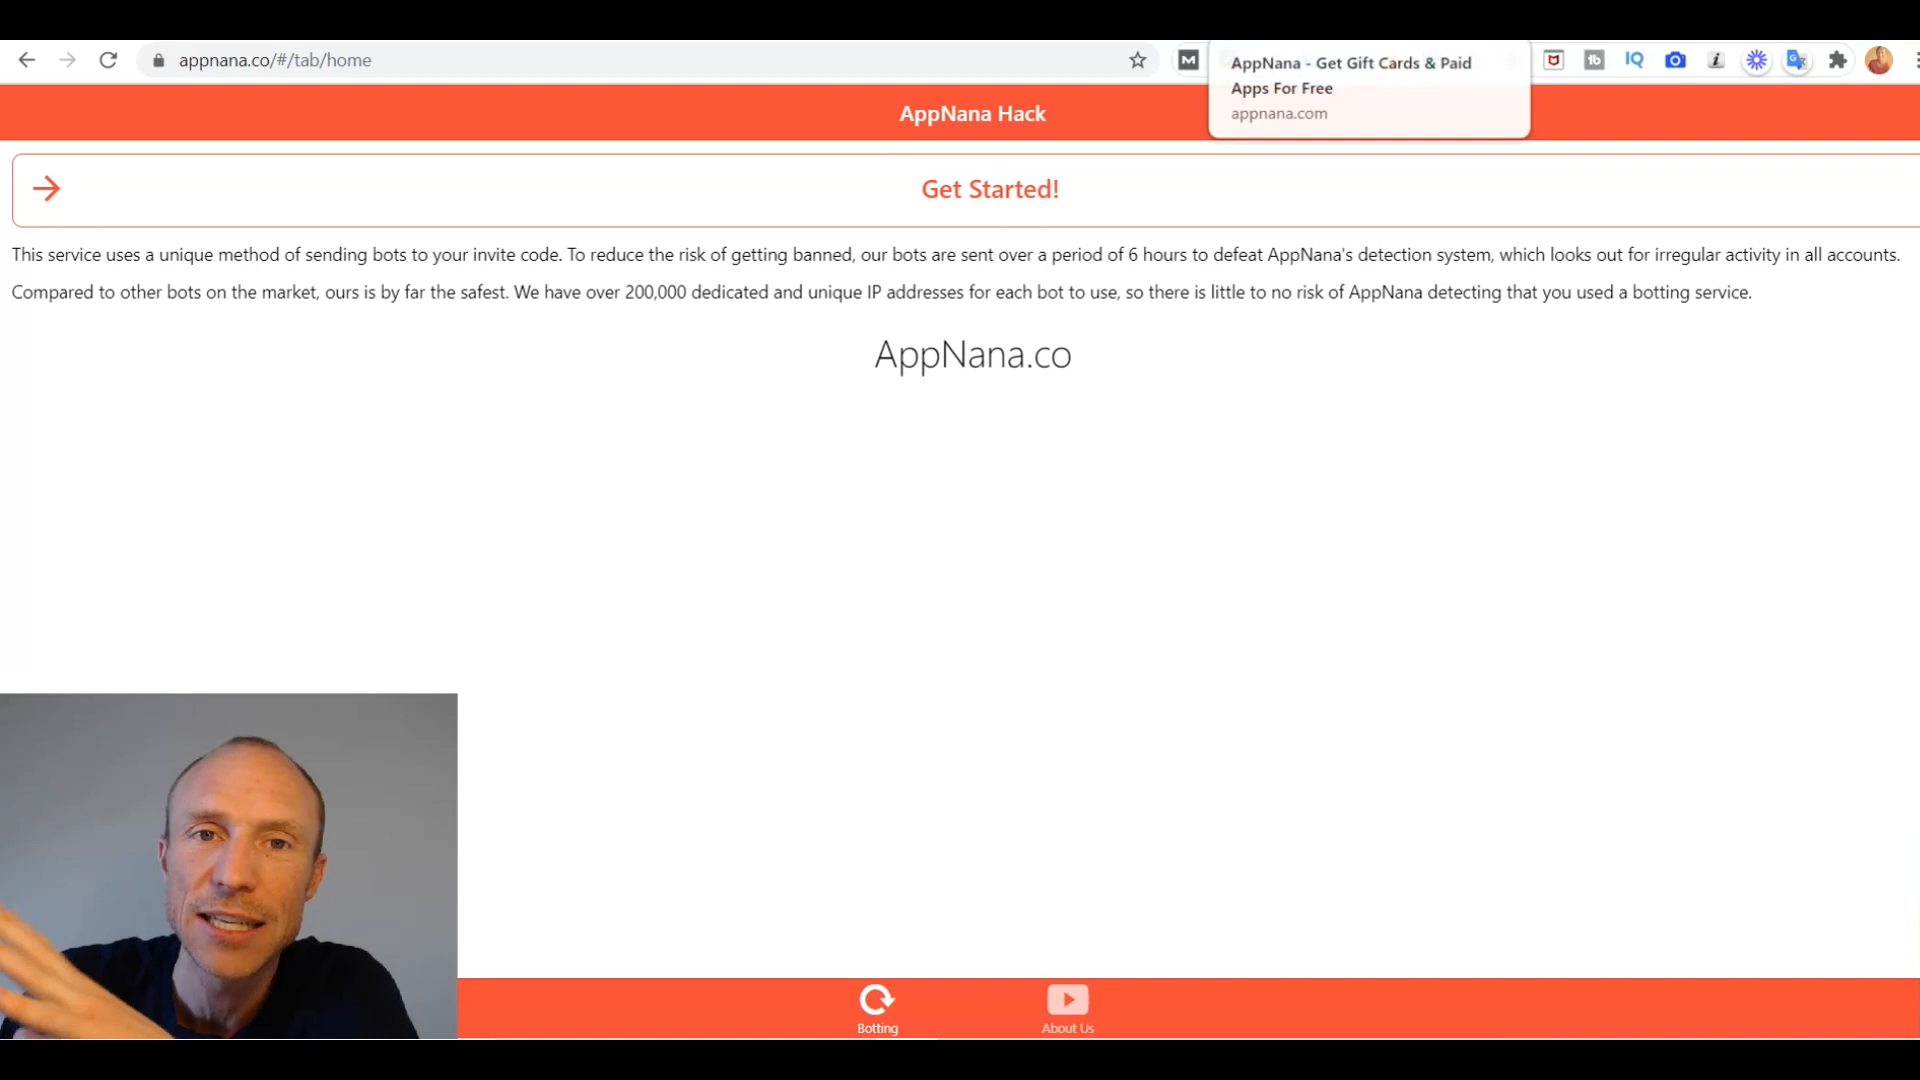 appnana.co/#/tab/home
AppNana - Get Gift Cards & Paid
Apps For Free
appnana.com
IQ
AppNana Hack
Get Started!
This service uses a unique method of sending bots to your invite code. To reduce the risk of getting banned, our bots are sent over a period of 6 hours to defeat AppNana's detection system, which looks out for irregular activity in all accounts.
Compared to other bots on the market, ours is by far the safest. We have over 200,000 dedicated and unique IP addresses for each bot to use, so there is little to no risk of AppNana detecting that you used a botting service.
AppNana.co
Botting
About Us